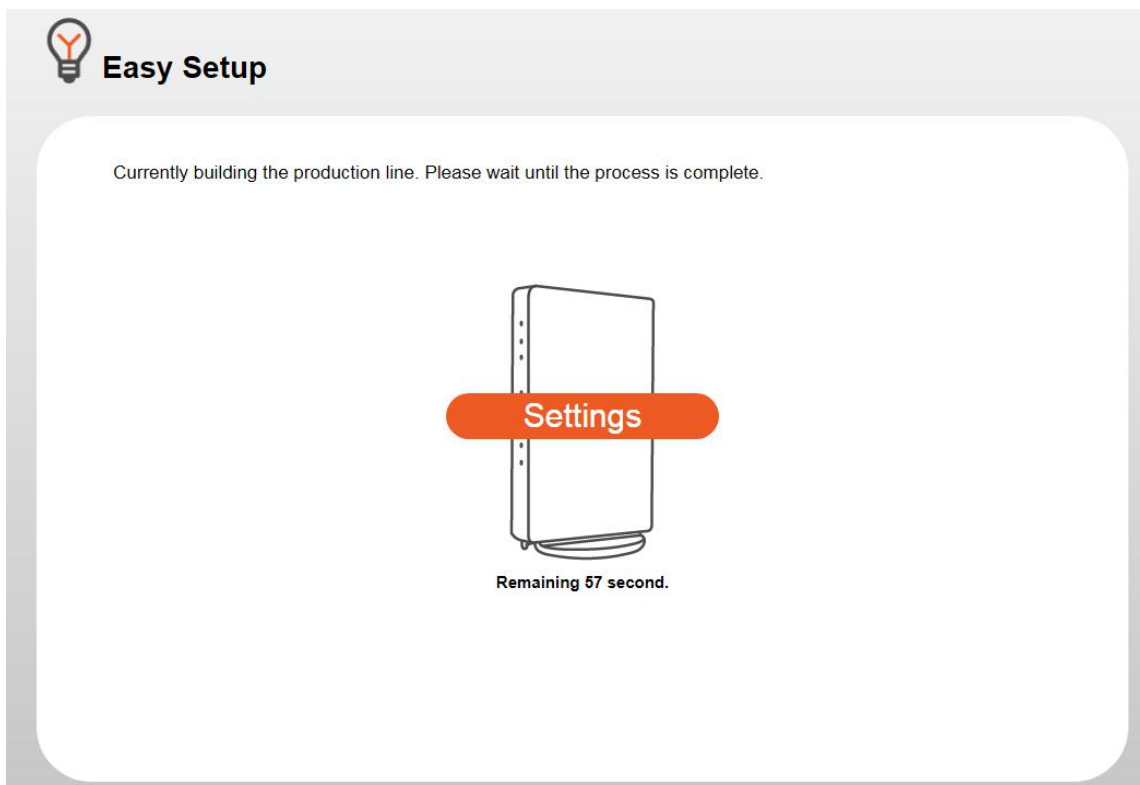 Easy Setup
Currently building the production line. Please wait until the process is complete.
Settings
Remaining 57 second.